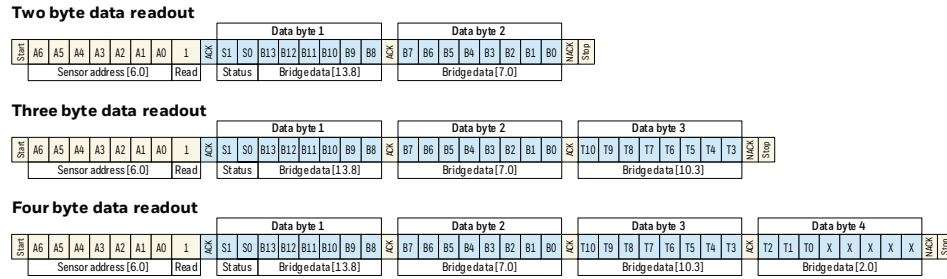 Two byte data readout
Data byte 1 Data byte 2
Start A6 A5 A4 A3 A2 A1 A0 1 ACK S1 S0 B13 B12 B11 B10 B9 B8 ACK B7 B6 B5 B4 B3 B2 B1 B0 NACK Stop
Sensor address [6.0] Read Status Bridge data [13.8] Bridge data [7.0]
Three byte data readout
Data byte 1 Data byte 2 Data byte 3
Start A6 A5 A4 A3 A2 A1 A0 1 ACK S1 S0 B13 B12 B11 B10 B9 B8 ACK B7 B6 B5 B4 B3 B2 B1 B0 ACK T10 T9 T8 T7 T6 T5 T4 T3 NACK Stop
Sensor address [6.0] Read Status Bridge data [13.8] Bridge data [7.0] Bridge data [10.3]
Four byte data readout
Data byte 1 Data byte 2 Data byte 3 Data byte 4
Start A6 A5 A4 A3 A2 A1 A0 1 ACK S1 S0 B13 B12 B11 B10 B9 B8 ACK B7 B6 B5 B4 B3 B2 B1 B0 ACK T10 T9 T8 T7 T6 T5 T4 T3 ACK T2 T1 T0 X X X X X NACK Stop
Sensor address [6.0] Read Status Bridge data [13.8] Bridge data [7.0] Bridge data [10.3] Bridge data [2.0]